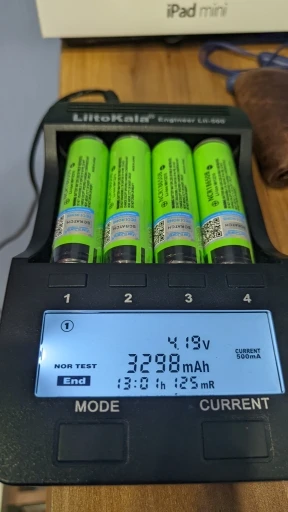 iPad mini
LiitoKala® Engineer Lii-500
1 2 3 4
①
4.19v
NOR TEST 3298mAh CURRENT 500mA
End 13:01h 125mR
MODE CURRENT